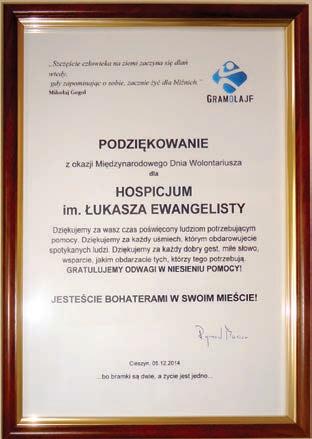 „Szczęście człowieka na ziemi zaczyna się dlań
wtedy,
gdy zapominając o sobie, zacznie żyć dla bliźnich."
Mikołaj Gogol
GRAMOLAJF
PODZIĘKOWANIE
z okazji Międzynarodowego Dnia Wolontariusza
dla
HOSPICJUM
im. ŁUKASZA EWANGELISTY
Dziękujemy za wasz czas poświęcony ludziom potrzebującym
pomocy. Dziękujemy za każdy uśmiech, którym obdarowujecie
spotykanych ludzi. Dziękujemy za każdy dobry gest, miłe słowo,
wsparcie, jakim obdarzacie tych, którzy tego potrzebują.
GRATULUJEMY ODWAGI W NIESIENIU POMOCY!
JESTEŚCIE BOHATERAMI W SWOIM MIEŚCIE!
Cieszyn, 05.12.2014
...bo bramki są dwie, a życie jest jedno...